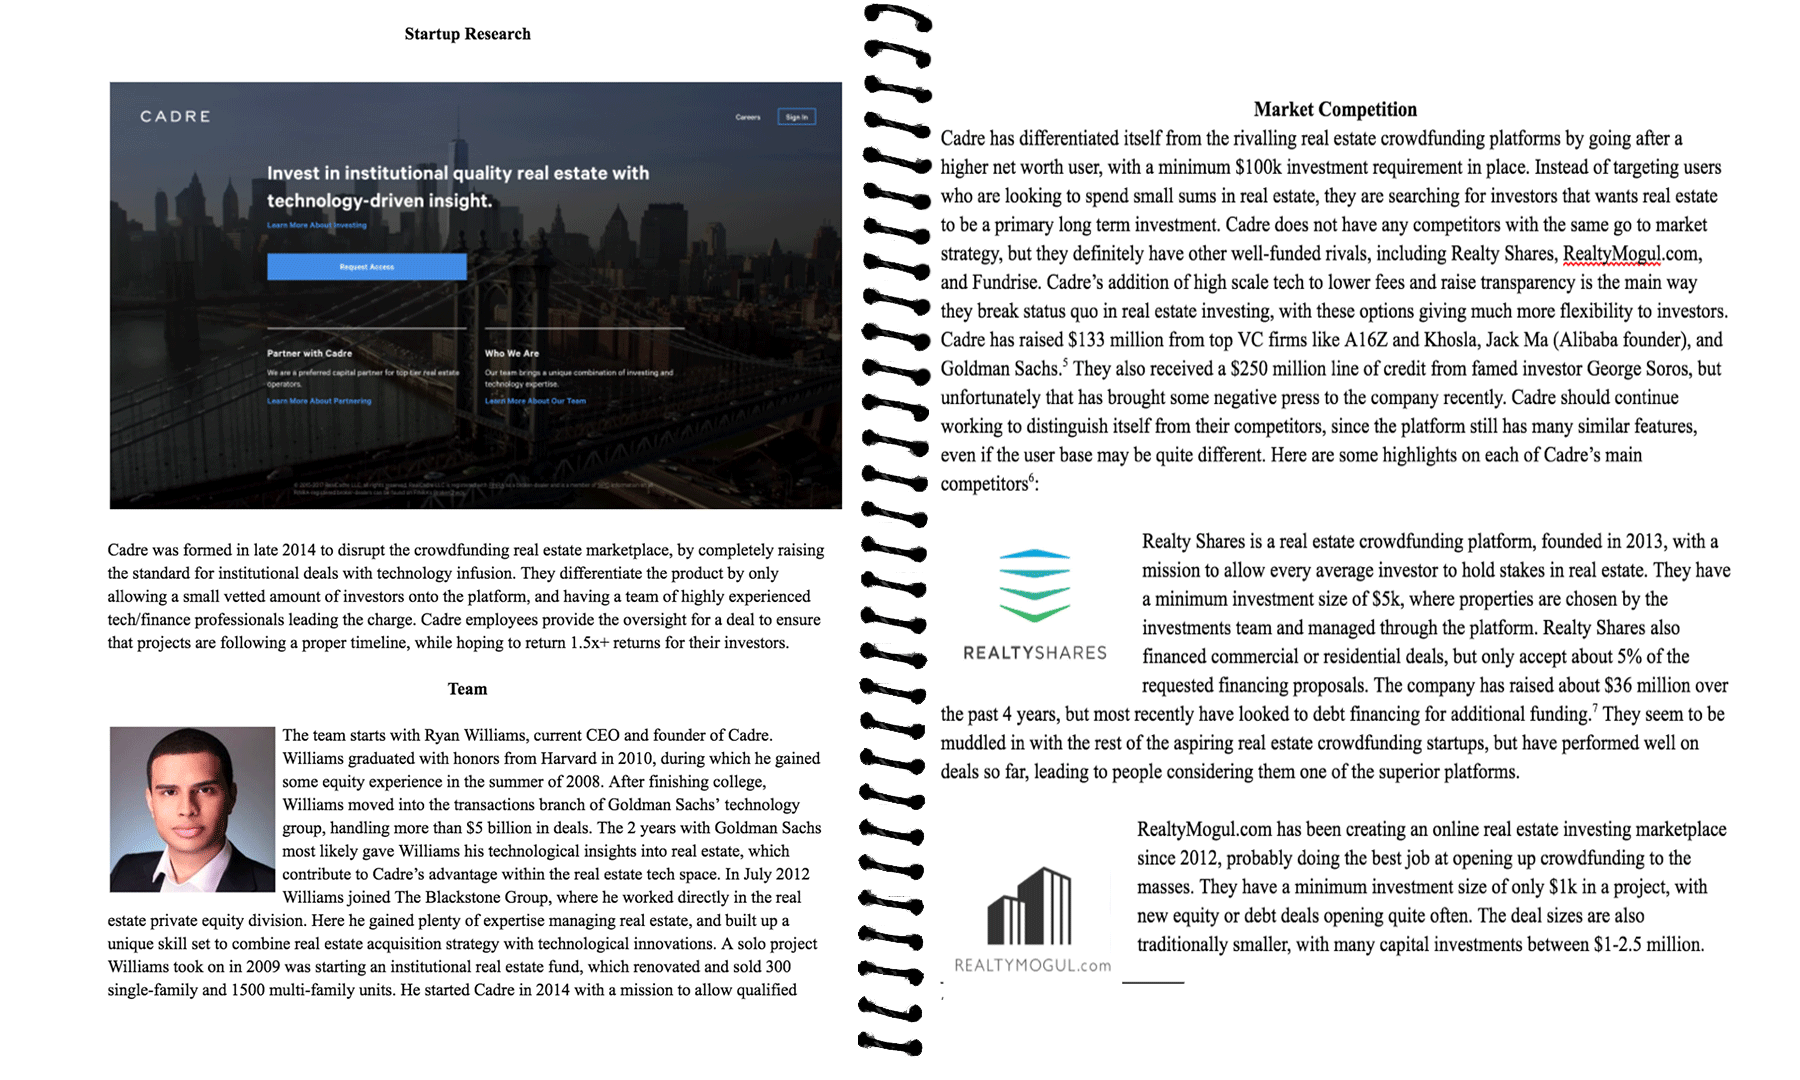 Startup Research
CADRE
Careers
Sign In
Invest in institutional quality real estate with
technology-driven insight.
Learn More About Investing
Request Access
Partner with Cadre
We are a preferred capital partner for top tier real estate
operators.
Learn More About Partnering
Who We Are
Our team brings a unique combination of investing and
technology expertise.
Learn More About Our Team
Cadre was formed in late 2014 to disrupt the crowdfunding real estate marketplace, by completely raising
the standard for institutional deals with technology infusion. They differentiate the product by only
allowing a small vetted amount of investors onto the platform, and having a team of highly experienced
tech/finance professionals leading the charge. Cadre employees provide the oversight for a deal to ensure
that projects are following a proper timeline, while hoping to return 1.5x+ returns for their investors.
Team
The team starts with Ryan Williams, current CEO and founder of Cadre.
Williams graduated with honors from Harvard in 2010, during which he gained
some equity experience in the summer of 2008. After finishing college,
Williams moved into the transactions branch of Goldman Sachs’ technology
group, handling more than $5 billion in deals. The 2 years with Goldman Sachs
most likely gave Williams his technological insights into real estate, which
contribute to Cadre’s advantage within the real estate tech space. In July 2012
Williams joined The Blackstone Group, where he worked directly in the real
estate private equity division. Here he gained plenty of expertise managing real estate, and built up a
unique skill set to combine real estate acquisition strategy with technological innovations. A solo project
Williams took on in 2009 was starting an institutional real estate fund, which renovated and sold 300
single-family and 1500 multi-family units. He started Cadre in 2014 with a mission to allow qualified
Market Competition
Cadre has differentiated itself from the rivalling real estate crowdfunding platforms by going after a
higher net worth user, with a minimum $100k investment requirement in place. Instead of targeting users
who are looking to spend small sums in real estate, they are searching for investors that wants real estate
to be a primary long term investment. Cadre does not have any competitors with the same go to market
strategy, but they definitely have other well-funded rivals, including Realty Shares, RealtyMogul.com,
and Fundrise. Cadre’s addition of high scale tech to lower fees and raise transparency is the main way
they break status quo in real estate investing, with these options giving much more flexibility to investors.
Cadre has raised $133 million from top VC firms like A16Z and Khosla, Jack Ma (Alibaba founder), and
Goldman Sachs.5 They also received a $250 million line of credit from famed investor George Soros, but
unfortunately that has brought some negative press to the company recently. Cadre should continue
working to distinguish itself from their competitors, since the platform still has many similar features,
even if the user base may be quite different. Here are some highlights on each of Cadre’s main
competitors6:
REALTYSHARES
Realty Shares is a real estate crowdfunding platform, founded in 2013, with a
mission to allow every average investor to hold stakes in real estate. They have
a minimum investment size of $5k, where properties are chosen by the
investments team and managed through the platform. Realty Shares also
financed commercial or residential deals, but only accept about 5% of the
requested financing proposals. The company has raised about $36 million over
the past 4 years, but most recently have looked to debt financing for additional funding.7 They seem to be
muddled in with the rest of the aspiring real estate crowdfunding startups, but have performed well on
deals so far, leading to people considering them one of the superior platforms.
REALTYMOGUL.com
RealtyMogul.com has been creating an online real estate investing marketplace
since 2012, probably doing the best job at opening up crowdfunding to the
masses. They have a minimum investment size of only $1k in a project, with
new equity or debt deals opening quite often. The deal sizes are also
traditionally smaller, with many capital investments between $1-2.5 million.